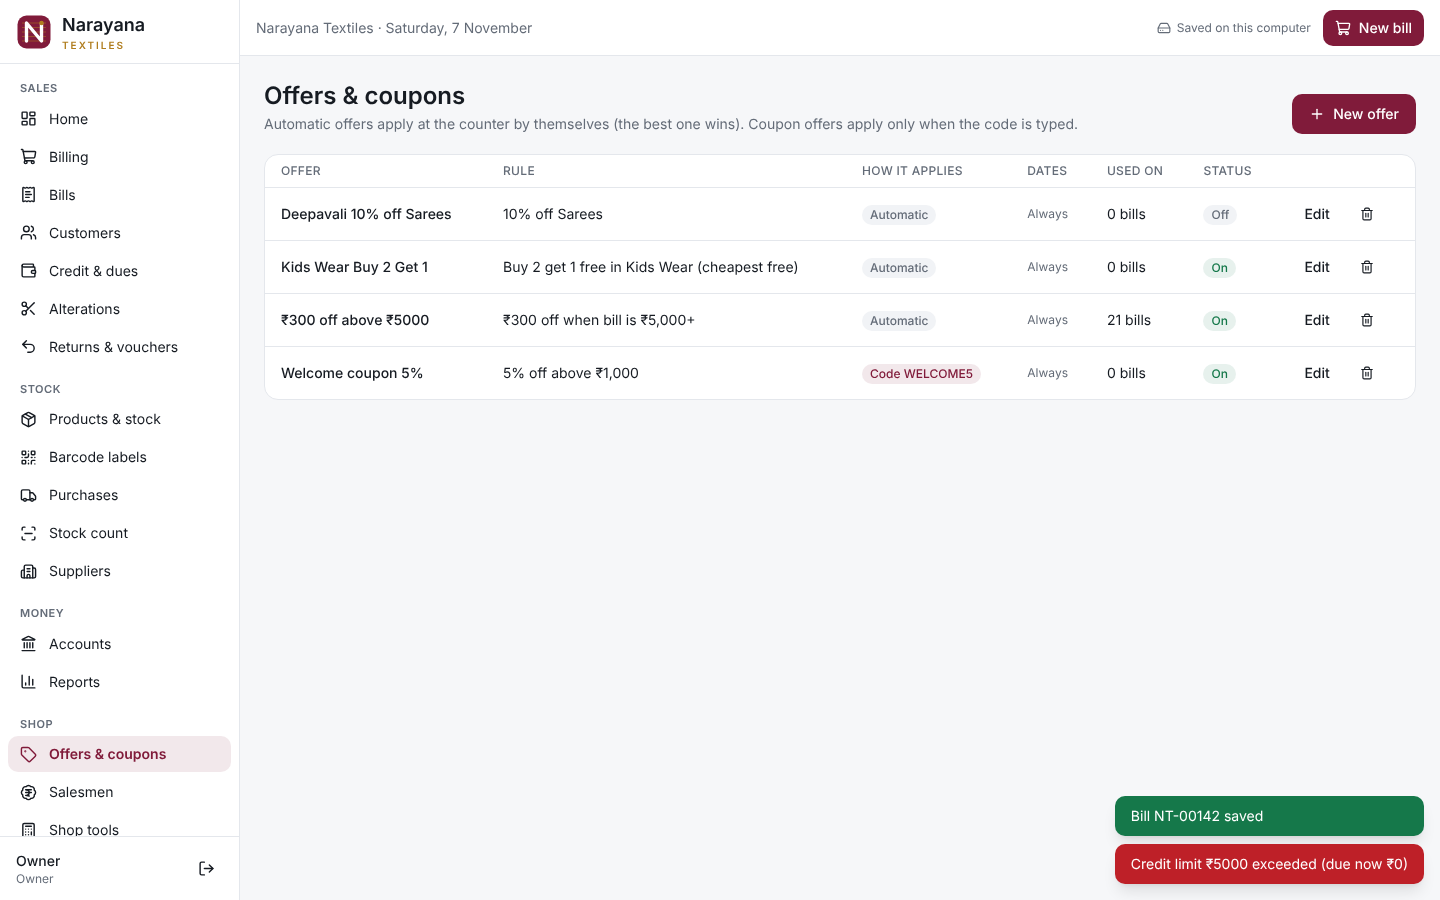 Narayana
TEXTILES
Narayana Textiles · Saturday, 7 November
Saved on this computer
New bill
SALES
Home
Billing
Bills
Customers
Credit & dues
Alterations
Returns & vouchers
STOCK
Products & stock
Barcode labels
Purchases
Stock count
Suppliers
MONEY
Accounts
Reports
SHOP
Offers & coupons
Salesmen
Shop tools
Owner
Owner
Offers & coupons
Automatic offers apply at the counter by themselves (the best one wins). Coupon offers apply only when the code is typed.
New offer
OFFER RULE HOW IT APPLIES DATES USED ON STATUS
Deepavali 10% off Sarees 10% off Sarees Automatic Always 0 bills Off Edit
Kids Wear Buy 2 Get 1 Buy 2 get 1 free in Kids Wear (cheapest free) Automatic Always 0 bills On Edit
₹300 off above ₹5000 ₹300 off when bill is ₹5,000+ Automatic Always 21 bills On Edit
Welcome coupon 5% 5% off above ₹1,000 Code WELCOME5 Always 0 bills On Edit
Bill NT-00142 saved
Credit limit ₹5000 exceeded (due now ₹0)